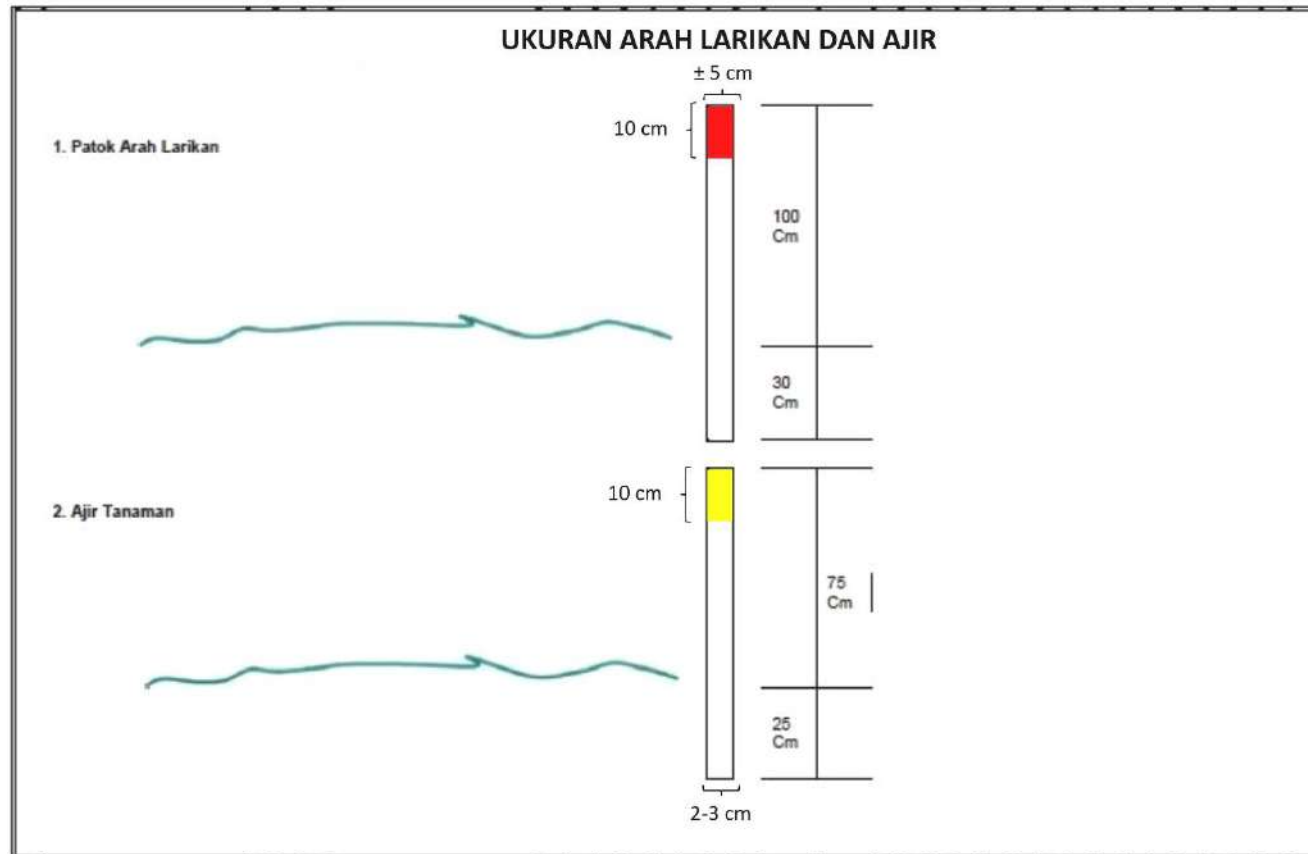 UKURAN ARAH LARIKAN DAN AJIR
± 5 cm
10 cm
1. Patok Arah Larikan
100
Cm
30
Cm
10 cm
2. Ajir Tanaman
75
Cm
25
Cm
2-3 cm